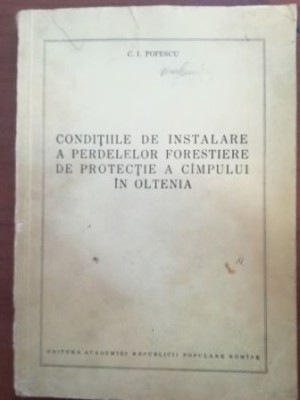 C. I. POPESCU
CONDIȚIILE DE INSTALARE
A PERDELELOR FORESTIERE
DE PROTECȚIE A CÎMPULUI
ÎN OLTENIA
EDITURA ACADEMIEI REPUBLICII POPULARE ROMÎNE